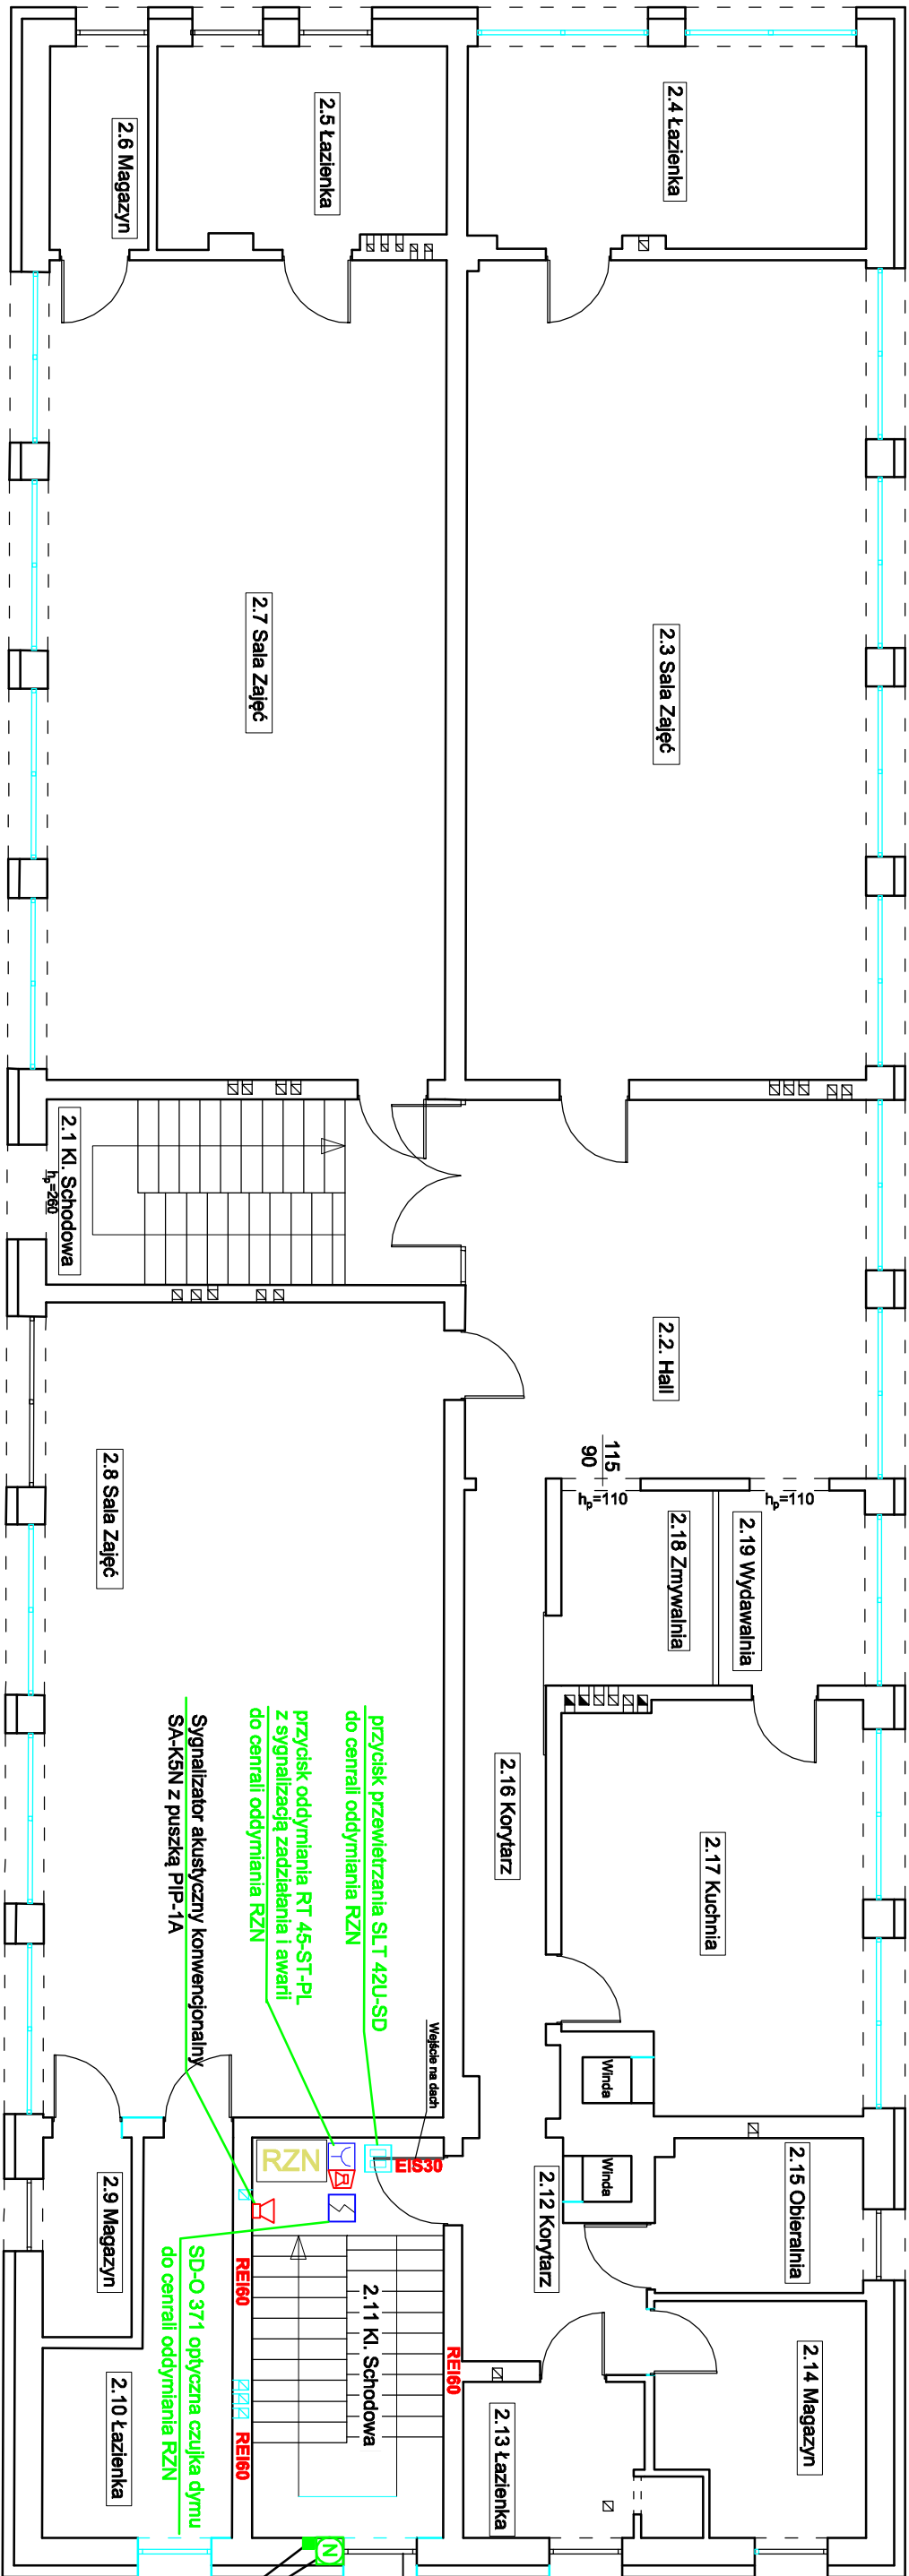 2.4 Łazienka
2.5 Łazienka
2.6 Magazyn
2.3 Sala Zajęć
2.7 Sala Zajęć
2.1 Kl. Schodowa
hp=260
2.2. Hall
115
90
hp=110
hp=110
2.19 Wydawalnia
2.18 Zmywalnia
2.8 Sala Zajęć
2.16 Korytarz
2.17 Kuchnia
przycisk przewietrzania SLT 42U-SD
do cenrali oddymiania RZN
przycisk oddymiania RT 45-ST-PL
z sygnalizacją zadziałania i awarii
do cenrali oddymiania RZN
Sygnalizator akustyczny konwencjonalny
SA-K5N z puszką PIP-1A
Wejście na dach
Winda
Winda
RZN
EIS30
2.12 Korytarz
2.15 Obieralnia
2.9 Magazyn
REI60
SD-O 371 optyczna czujka dymu
do cenrali oddymiania RZN
2.11 Kl. Schodowa
REI60
2.14 Magazyn
2.13 Łazienka
2.10 Łazienka
REI60
N